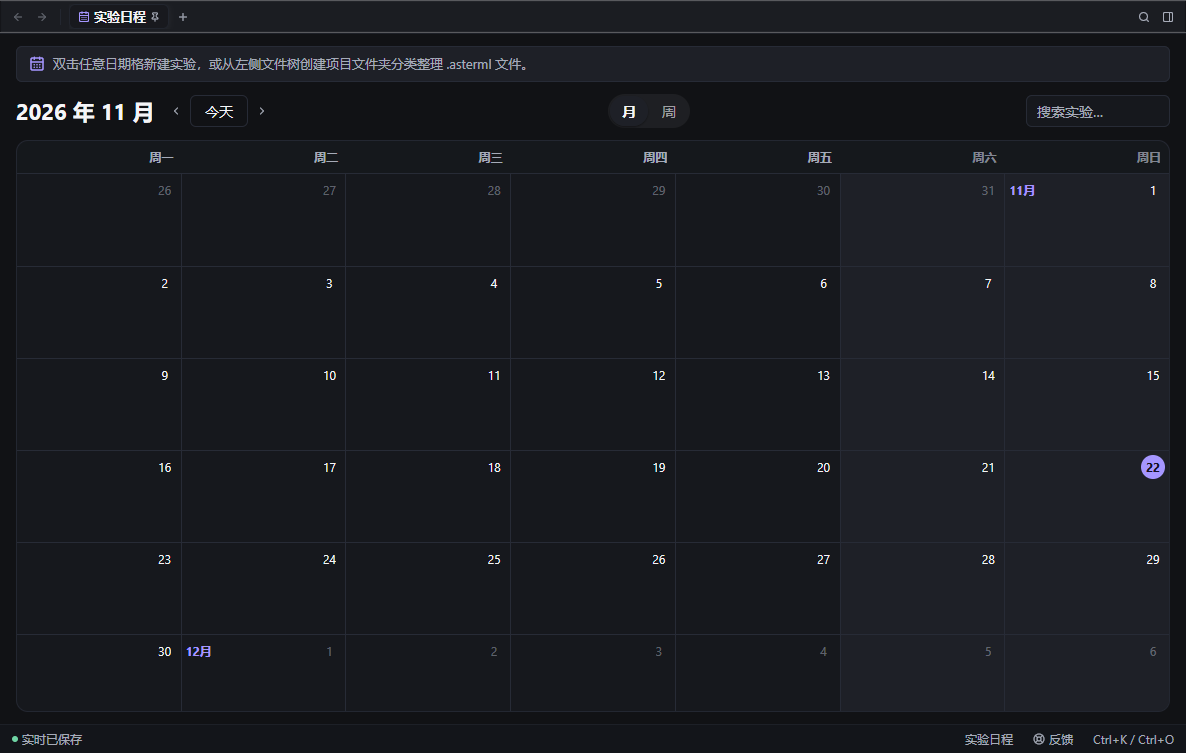 实验日程
双击任意日期格新建实验，或从左侧文件树创建项目文件夹分类整理 .asterml 文件。
2026 年 11 月 今天 月 周 搜索实验...
周一 周二 周三 周四 周五 周六 周日
26 27 28 29 30 31 11月 1
2 3 4 5 6 7 8
9 10 11 12 13 14 15
16 17 18 19 20 21 22
23 24 25 26 27 28 29
30 12月 1 2 3 4 5 6
实时已保存 实验日程 反馈 Ctrl+K / Ctrl+O